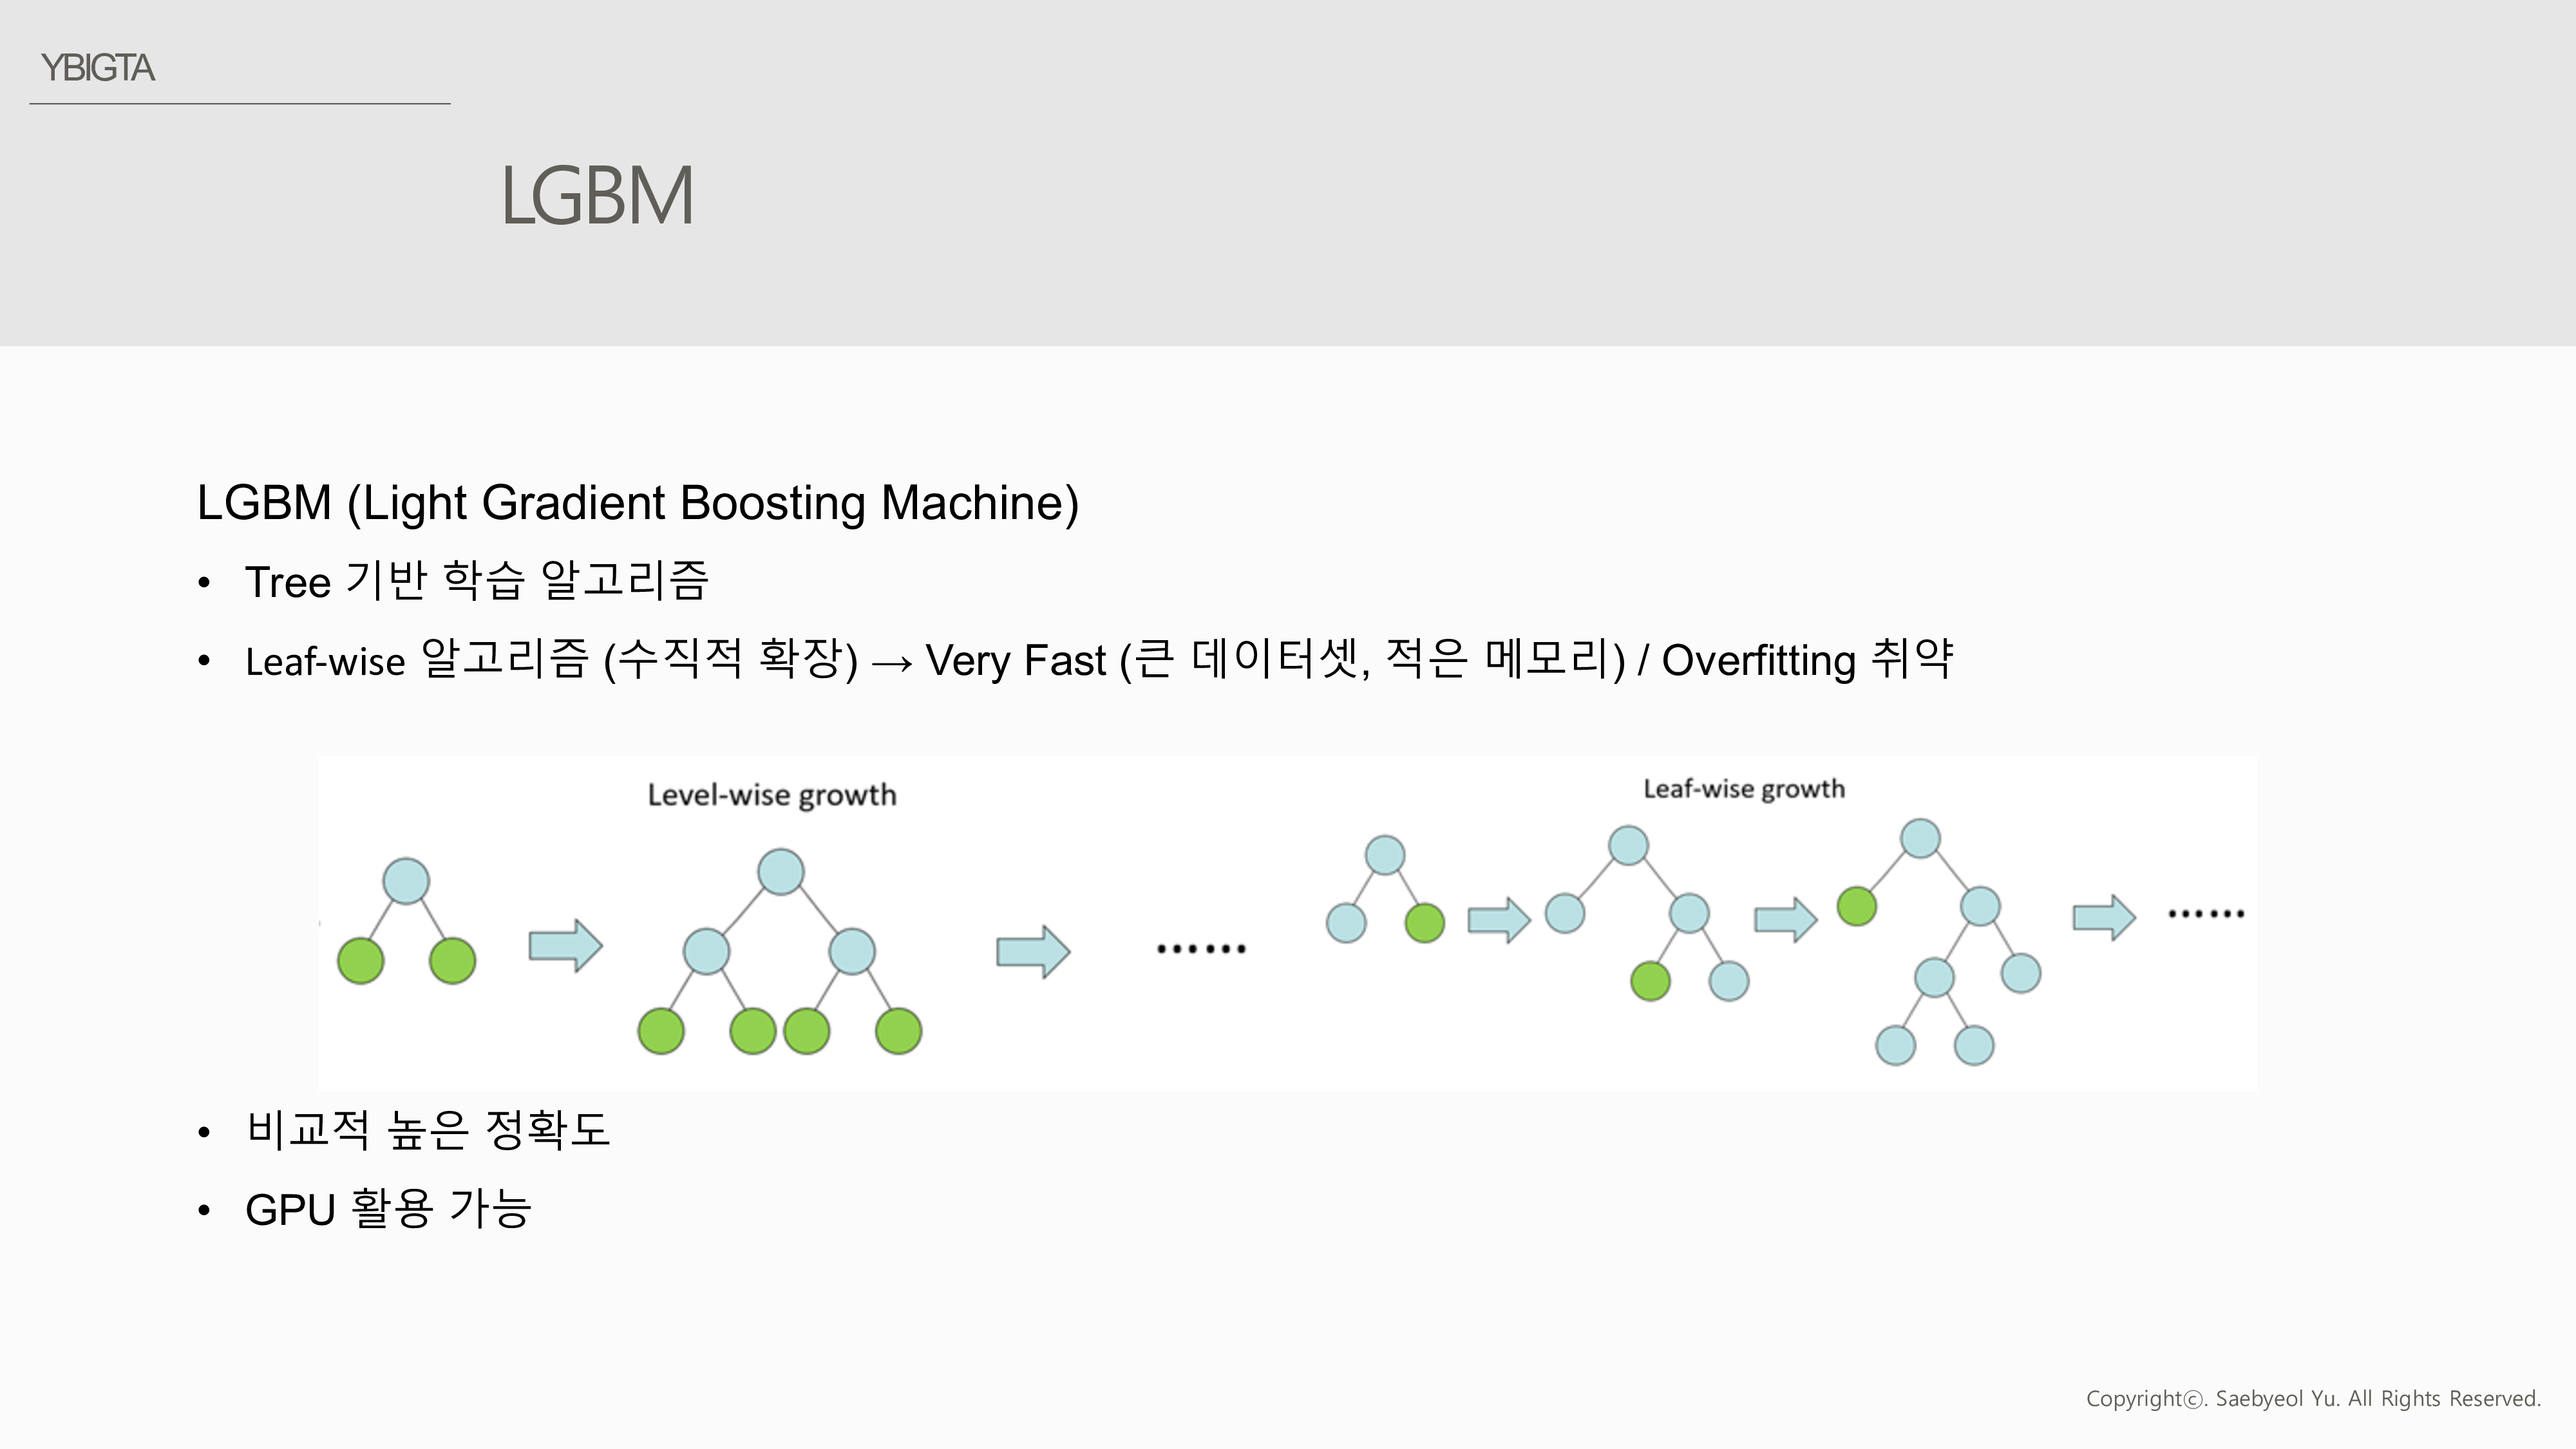 YBIGTA
LGBM
LGBM (Light Gradient Boosting Machine)
• Tree 기반 학습 알고리즘
• Leaf-wise 알고리즘 (수직적 확장) → Very Fast (큰 데이터셋, 적은 메모리) / Overfitting 취약
Level-wise growth
......
Leaf-wise growth
......
• 비교적 높은 정확도
• GPU 활용 가능
Copyrightⓒ. Saebyeol Yu. All Rights Reserved.